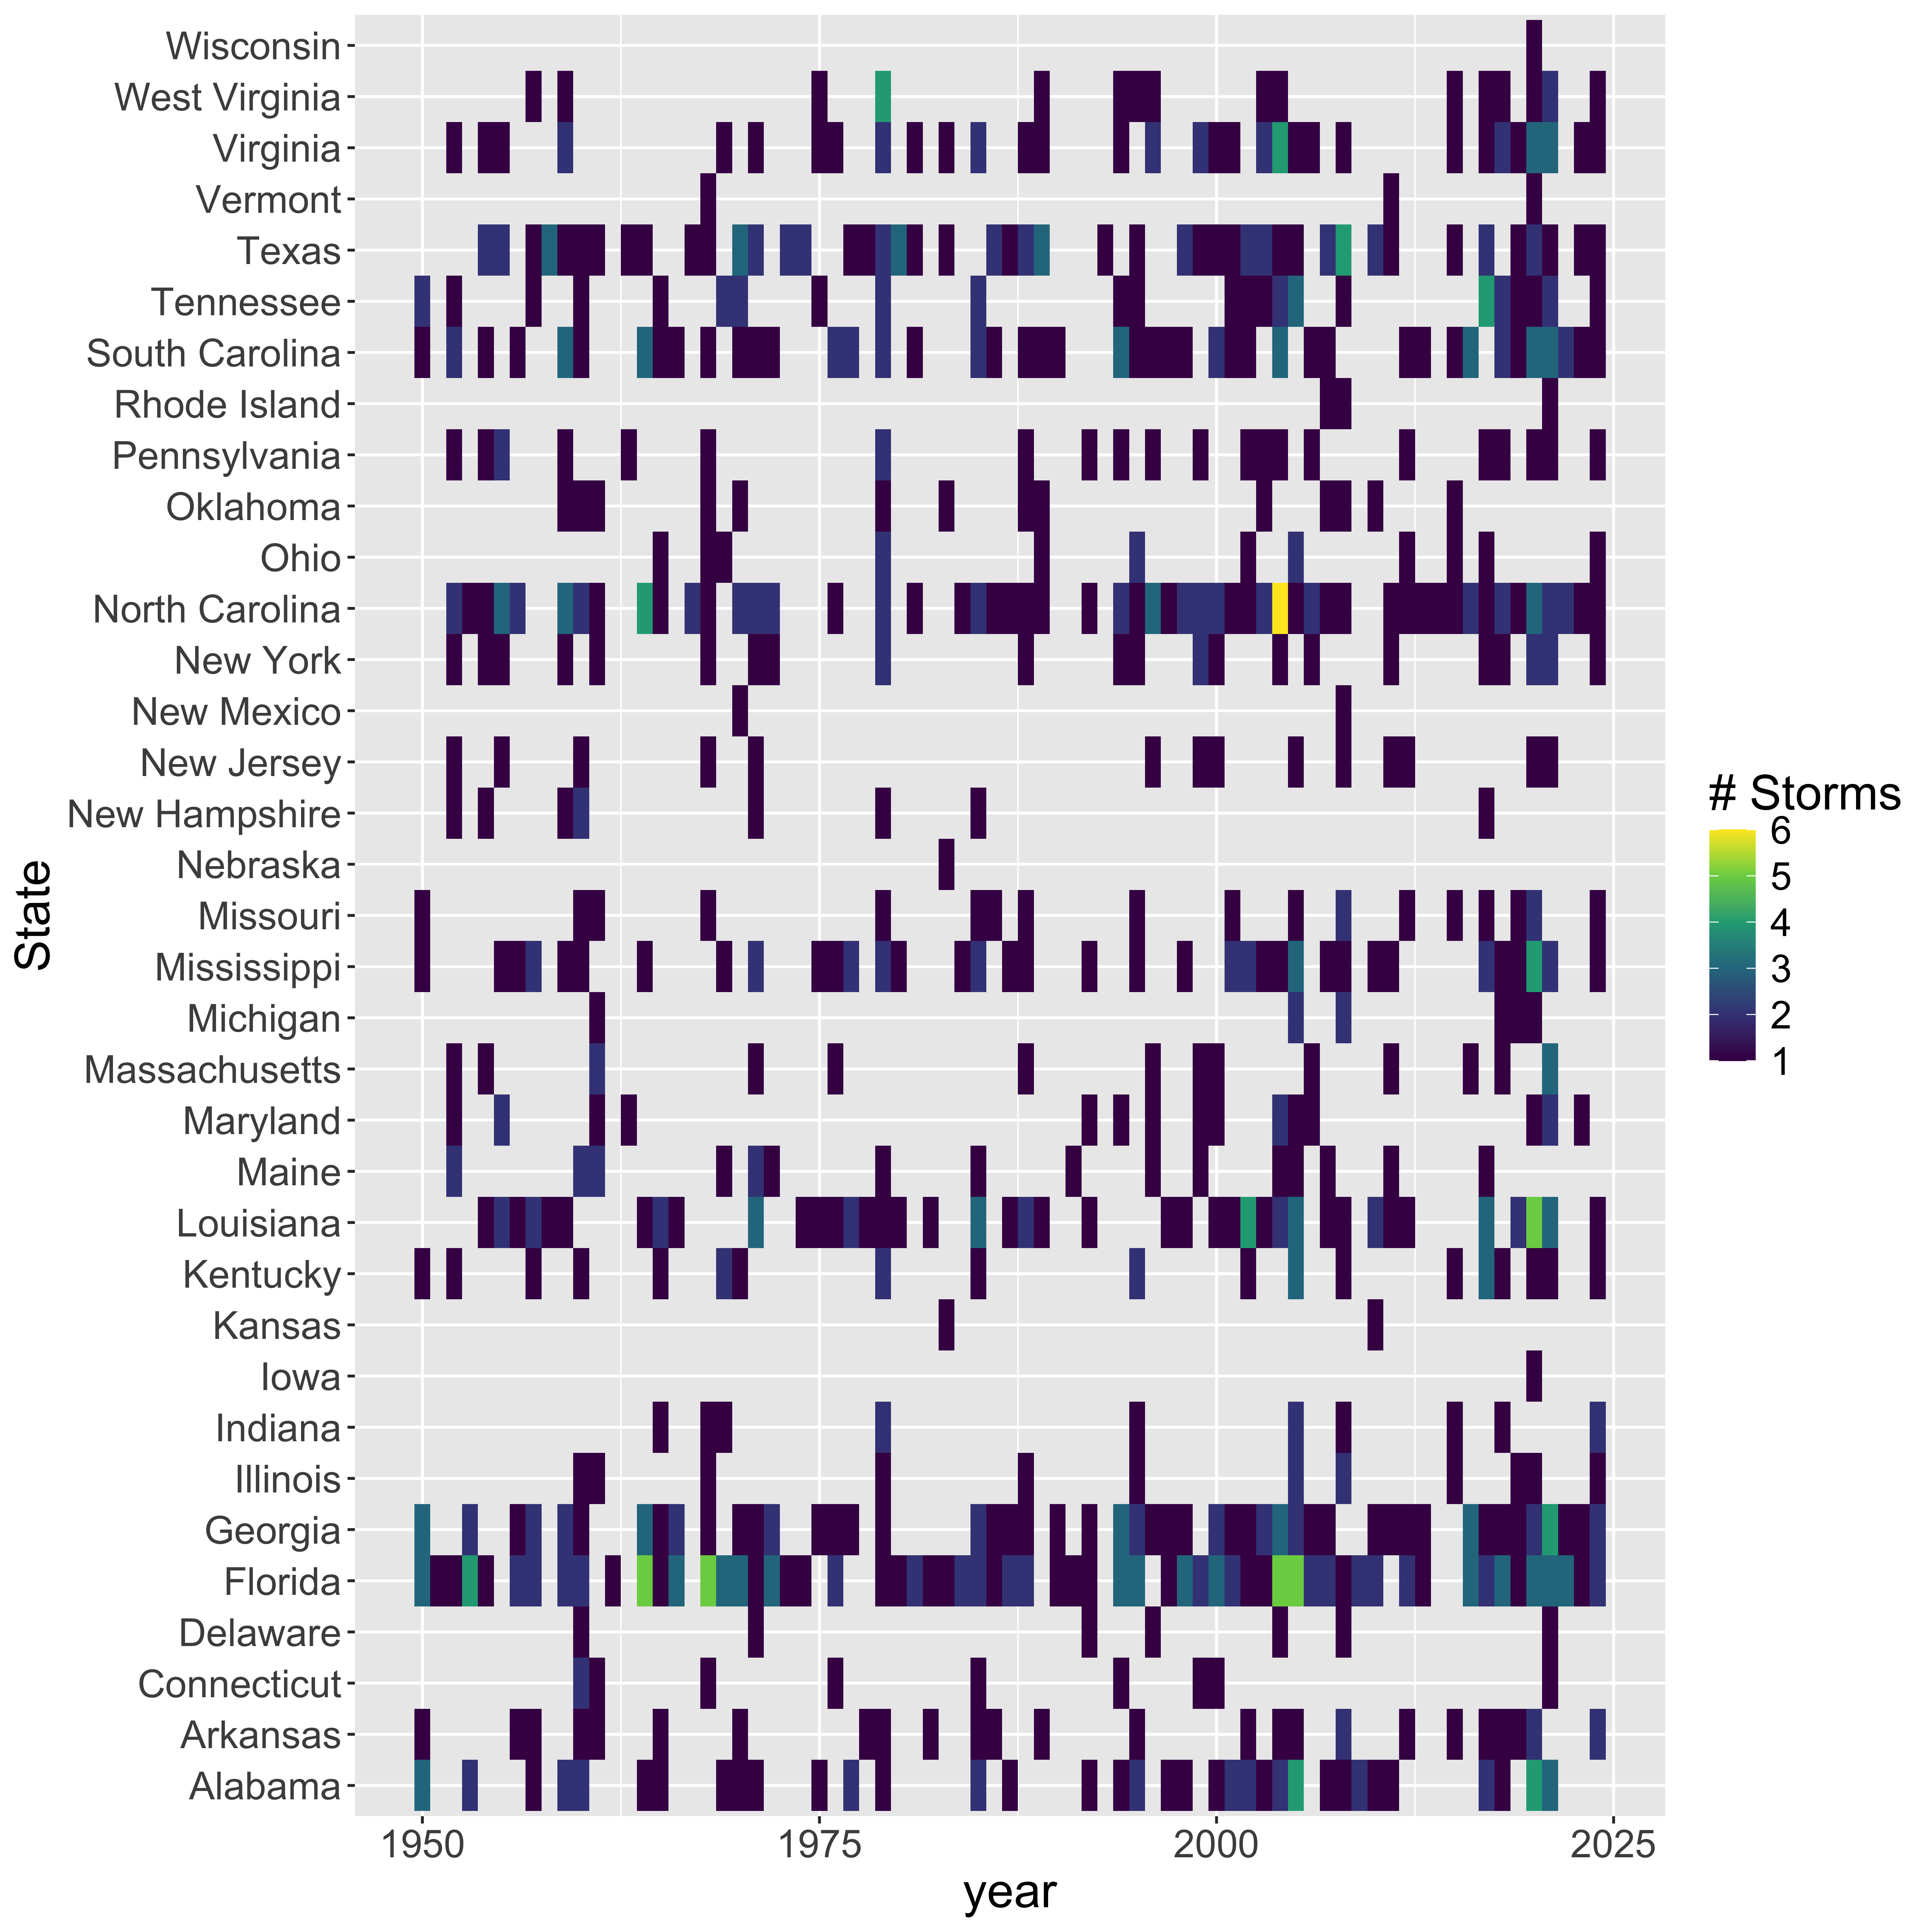 Wisconsin
West Virginia
Virginia
Vermont
Texas
Tennessee
South Carolina
Rhode Island
Pennsylvania
Oklahoma
Ohio
North Carolina
New York
New Mexico
New Jersey
New Hampshire
Nebraska
Missouri
Mississippi
Michigan
Massachusetts
Maryland
Maine
Louisiana
Kentucky
Kansas
Iowa
Indiana
Illinois
Georgia
Florida
Delaware
Connecticut
Arkansas
Alabama
State
1950 1975 2000 2025
year
# Storms
6
5
4
3
2
1